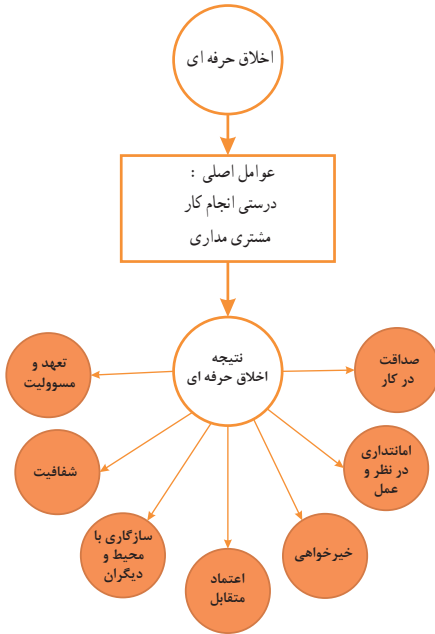 اخلاق حرفه ای
عوامل اصلی :
درستی انجام کار
مشتری مداری
نتیجه
اخلاق حرفه ای
صداقت
در کار
امانتداری
در نظر و
عمل
خیرخواهی
اعتماد
متقابل
سازگاری با
محیط و
دیگران
شفافیت
تعهد و
مسوولیت